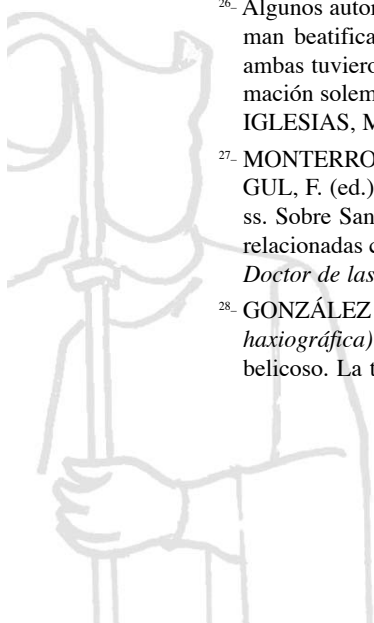 26- Algunos autor
man beatifica
ambas tuviero
mación solem
IGLESIAS, M
27- MONTERRO
GUL, F. (ed.)
ss. Sobre San
relacionadas c
Doctor de las
28- GONZÁLEZ
haxiográfica)
belicoso. La t